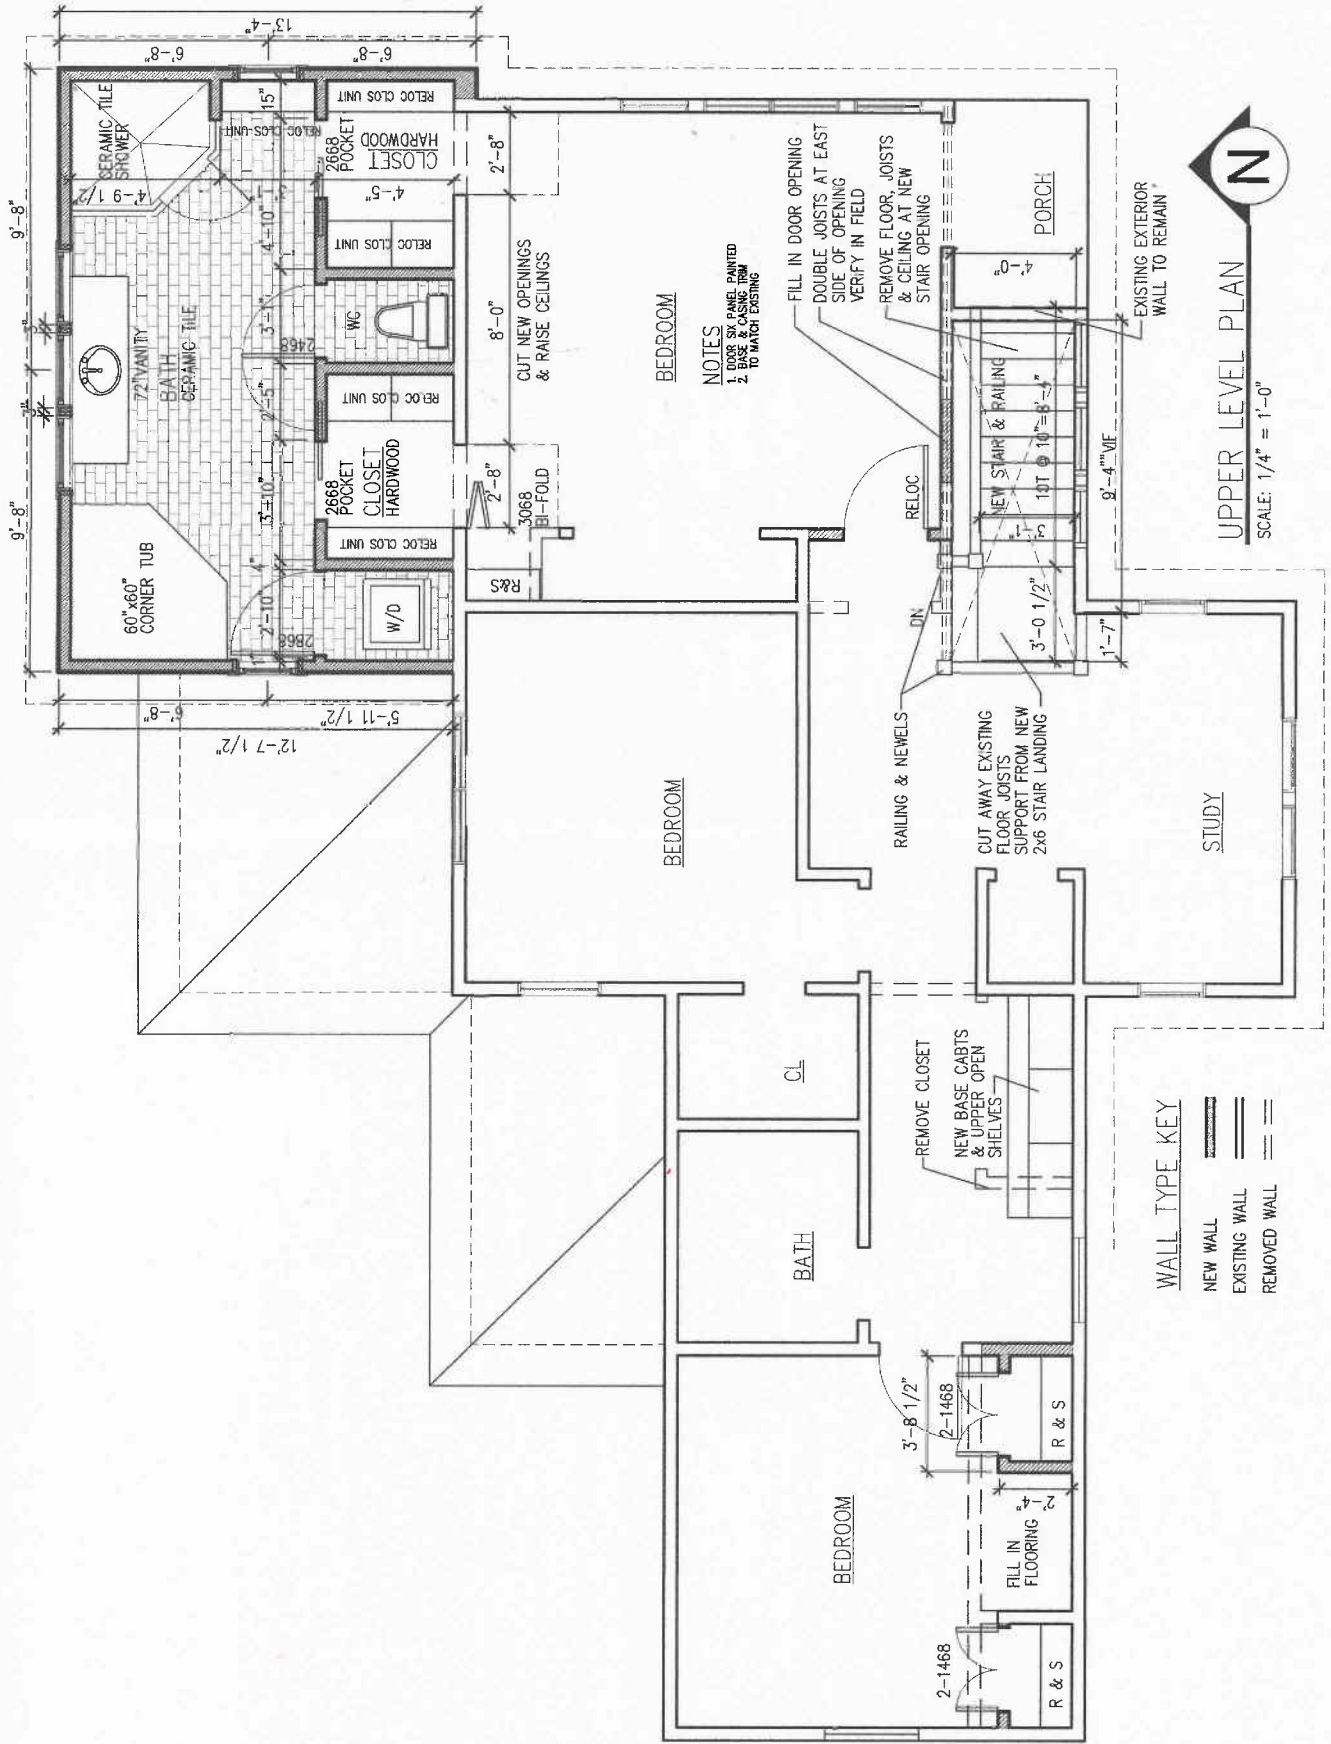 UPPER LEVEL PLAN
SCALE: 1/4" = 1'-0"
N
WALL TYPE KEY
NEW WALL
EXISTING WALL
REMOVED WALL
9'-8"
9'-8"
13'-4"
6'-8"
6'-8"
6'-8"
5'-11 1/2"
12'-7 1/2"
60"x60"
CORNER TUB
72"VANITY
BATH
CERAMIC TILE
CERAMIC TILE
SHOWER
4'-9 1/2"
15"
4'-10"
3'-1"
2'-5"
3'-10"
4"
2'-10"
2868
2468
WC
W/D
2668
POCKET
CLOSET
HARDWOOD
2668
POCKET
CLOSET
HARDWOOD
4'-5"
RELOC CLOS UNIT
RELOC CLOS UNIT
RELOC CLOS UNIT
RELOC CLOS UNIT
RELOC CLOS UNIT
R&S
3068
BI-FOLD
2'-8"
8'-0"
2'-8"
CUT NEW OPENINGS
& RAISE CEILINGS
BEDROOM
NOTES
1. DOOR SIX PANEL PAINTED
2. BASE & CASING TRIM
TO MATCH EXISTING
FILL IN DOOR OPENING
DOUBLE JOISTS AT EAST
SIDE OF OPENING
VERIFY IN FIELD
REMOVE FLOOR, JOISTS
& CEILING AT NEW
STAIR OPENING
PORCH
4'-0"
EXISTING EXTERIOR
WALL TO REMAIN
RELOC
NEW STAIR & RAILING
10T @ 10"=8'-4"
3'-1"
9'-4""VIF
DN
3'-0 1/2"
1'-7"
RAILING & NEWELS
CUT AWAY EXISTING
FLOOR JOISTS
SUPPORT FROM NEW
2x6 STAIR LANDING
STUDY
BEDROOM
CL
BATH
REMOVE CLOSET
NEW BASE CABTS
& UPPER OPEN
SHELVES
BEDROOM
3'-8 1/2"
2-1468
R & S
2'-4"
FILL IN
FLOORING
2-1468
R & S